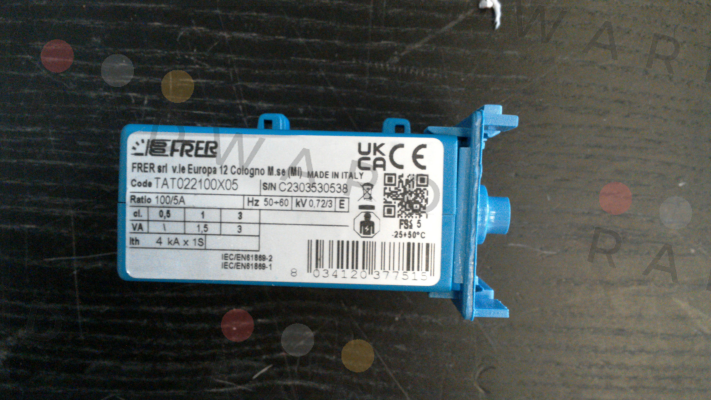 FRER
UK
CA CE
FRER srl v.le Europa 12 Cologno M.se (MI) MADE IN ITALY
Code TAT022100X05 S/N C2303530538
Ratio 100/5A Hz 50÷60 kV 0,72/3 E
cl. 0,5 1 3
VA \ 1,5 3
Ith 4 kA x 1S
FS: 5
-25+50°C
IEC/EN61869-2
IEC/EN61869-1
8 034120 377515